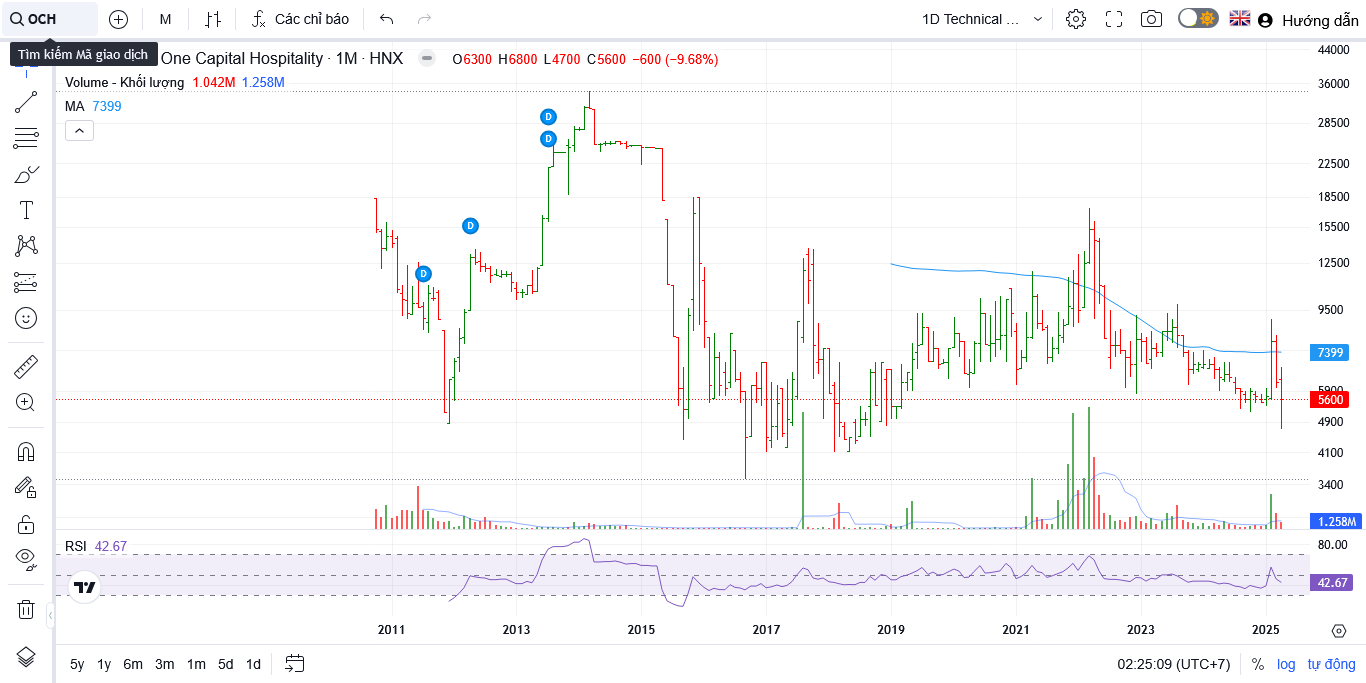 OCH M Các chỉ báo 1D Technical ... Hướng dẫn
Tìm kiếm Mã giao dịch
One Capital Hospitality · 1M · HNX O6300 H6800 L4700 C5600 −600 (−9.68%)
Volume - Khối lượng 1.042M 1.258M
MA 7399
D
D
D
D
44000
36000
28500
22500
18500
15500
12500
9500
7399
5900
5600
4900
4100
3400
1.258M
RSI 42.67
80.00
42.67
2011 2013 2015 2017 2019 2021 2023 2025
5y 1y 6m 3m 1m 5d 1d 02:25:09 (UTC+7) % log tự động